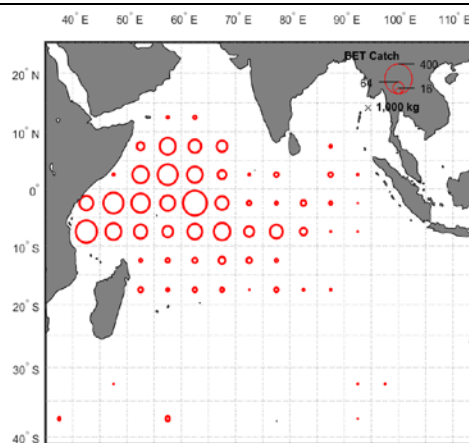 40° E 50° E 60° E 70° E 80° E 90° E 100° E 110° E
20° N
10° N
0°
10° S
20° S
30° S
40° S
BET Catch
400
64
16
× 1,000 kg